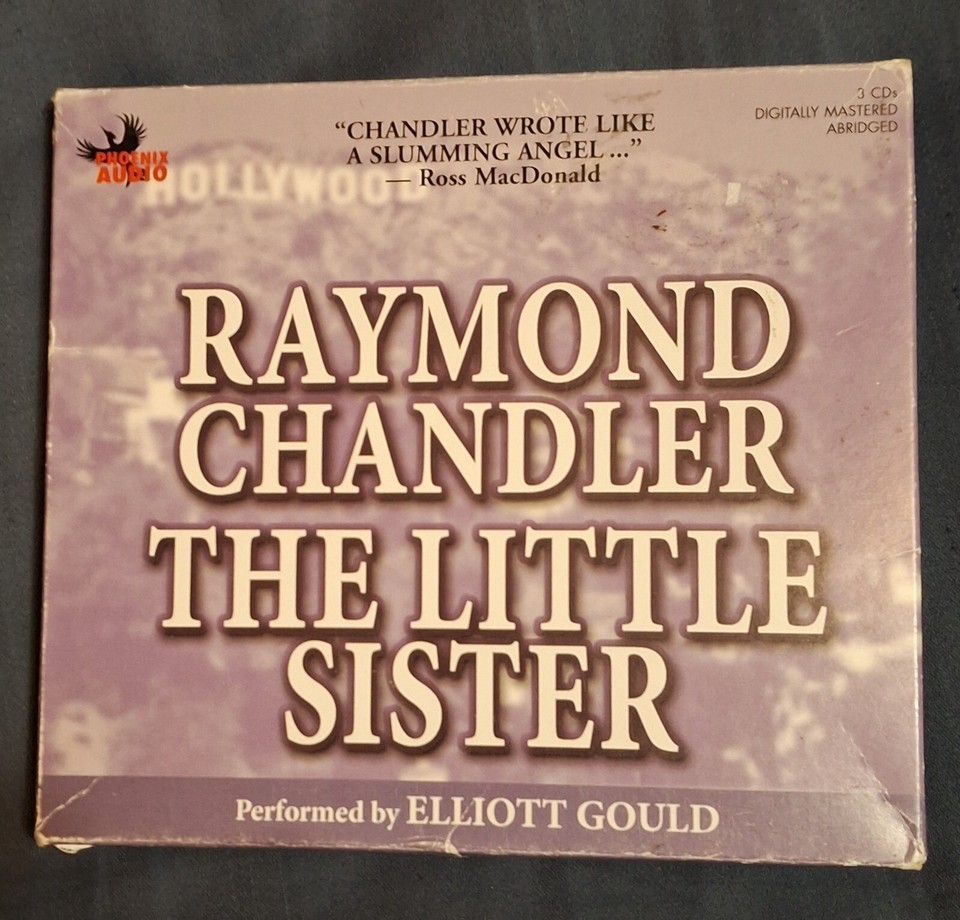 3 CDs
DIGITALLY MASTERED
ABRIDGED
PHOENIX
AUDIO
“CHANDLER WROTE LIKE
A SLUMMING ANGEL ...”
— Ross MacDonald
HOLLYWOOD
RAYMOND
CHANDLER
THE LITTLE
SISTER
Performed by ELLIOTT GOULD